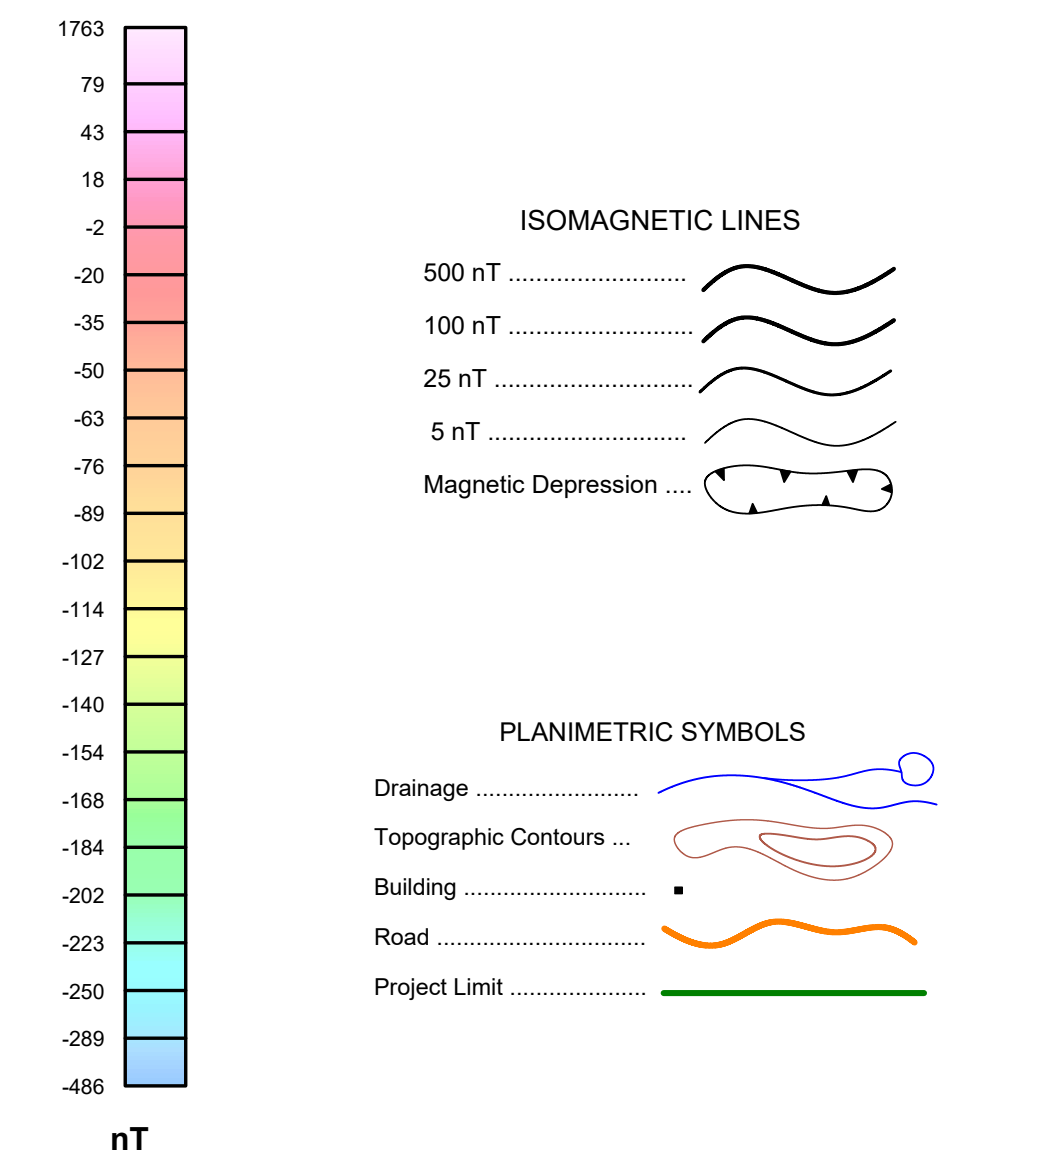 1763
79
43
18
-2
-20
-35
-50
-63
-76
-89
-102
-114
-127
-140
-154
-168
-184
-202
-223
-250
-289
-486
nT
ISOMAGNETIC LINES
500 nT ..........................
100 nT ...........................
25 nT .............................
5 nT .............................
Magnetic Depression ....
PLANIMETRIC SYMBOLS
Drainage .........................
Topographic Contours ...
Building ............................
Road ................................
Project Limit .....................